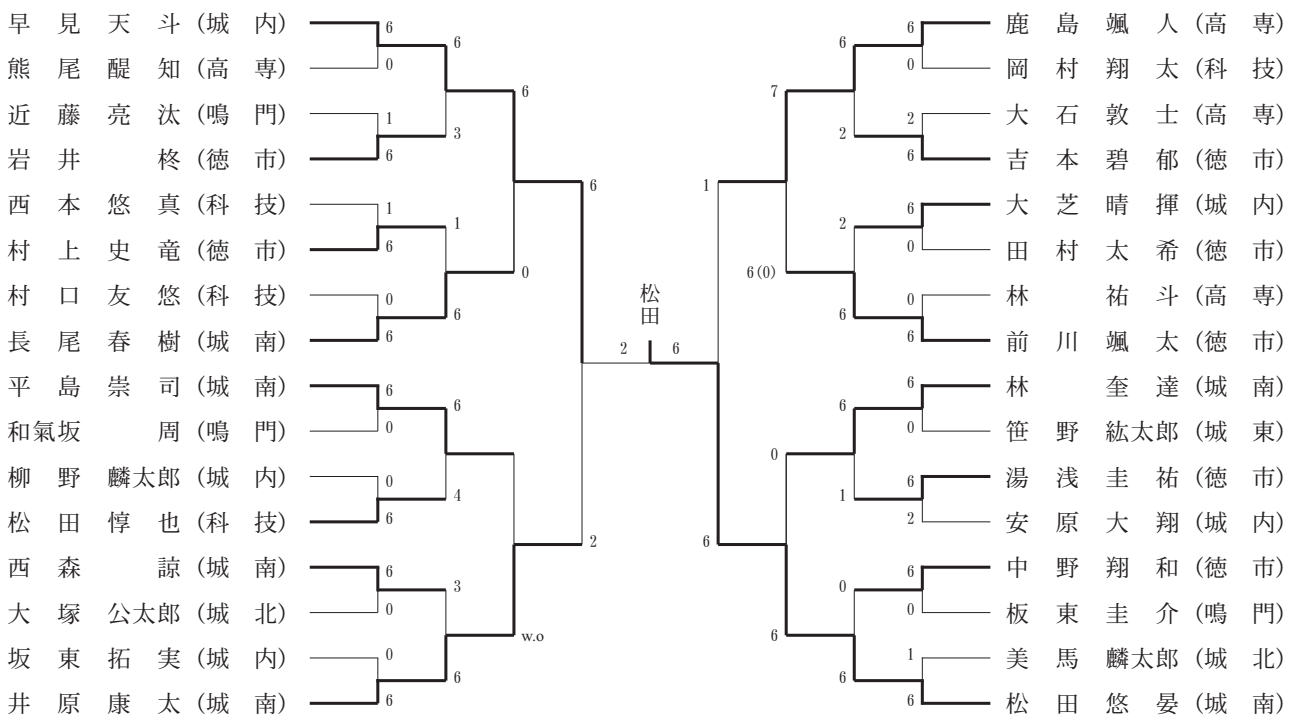 早見天斗(城内)
熊尾醍知(高専)
近藤亮汰(鳴門)
岩井柊(徳市)
西本悠真(科技)
村上史竜(徳市)
村口友悠(科技)
長尾春樹(城南)
平島崇司(城南)
和氣坂周(鳴門)
柳野麟太郎(城内)
松田惇也(科技)
西森諒(城南)
大塚公太郎(城北)
坂東拓実(城内)
井原康太(城南)
6
0
1
6
1
6
0
6
6
0
0
6
6
0
0
6
6
3
1
6
6
4
3
6
6
0
w.o
6
2
2
松田
6
1
6
7
6(0)
0
6
6
2
2
6
6
1
0
6
6
0
2
6
6
0
0
6
6
0
6
2
6
0
1
6
鹿島颯人(高専)
岡村翔太(科技)
大石敦士(高専)
吉本碧郁(徳市)
大芝晴揮(城内)
田村太希(徳市)
林祐斗(高専)
前川颯太(徳市)
林奎達(城南)
笹野紘太郎(城東)
湯浅圭祐(徳市)
安原大翔(城内)
中野翔和(徳市)
板東圭介(鳴門)
美馬麟太郎(城北)
松田悠晏(城南)